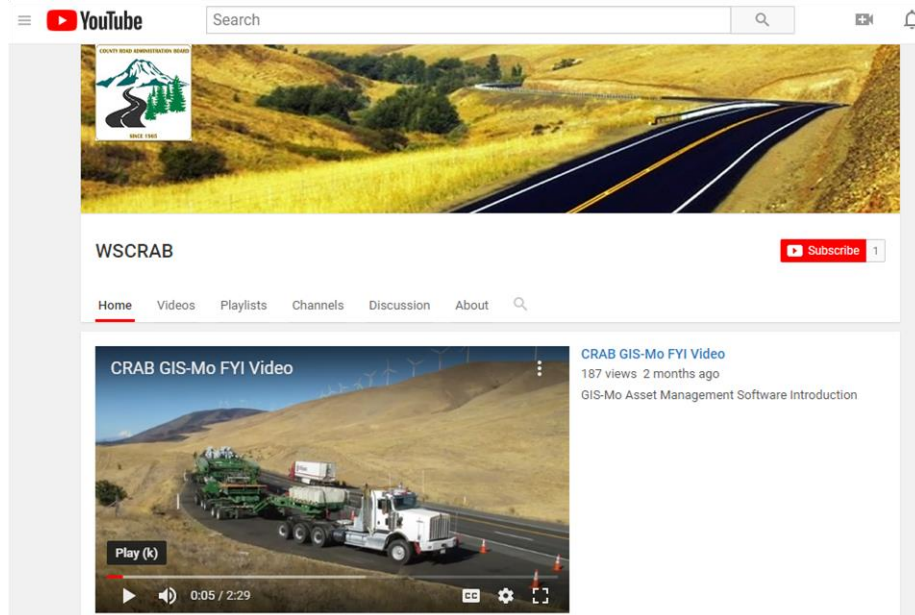 YouTube
Search
COUNTY ROAD ADMINISTRATION BOARD
SINCE 1965
WSCRAB
Subscribe 1
Home Videos Playlists Channels Discussion About
CRAB GIS-Mo FYI Video
CRAB GIS-Mo FYI Video
187 views 2 months ago
GIS-Mo Asset Management Software Introduction
Play (k)
0:05 / 2:29
CC